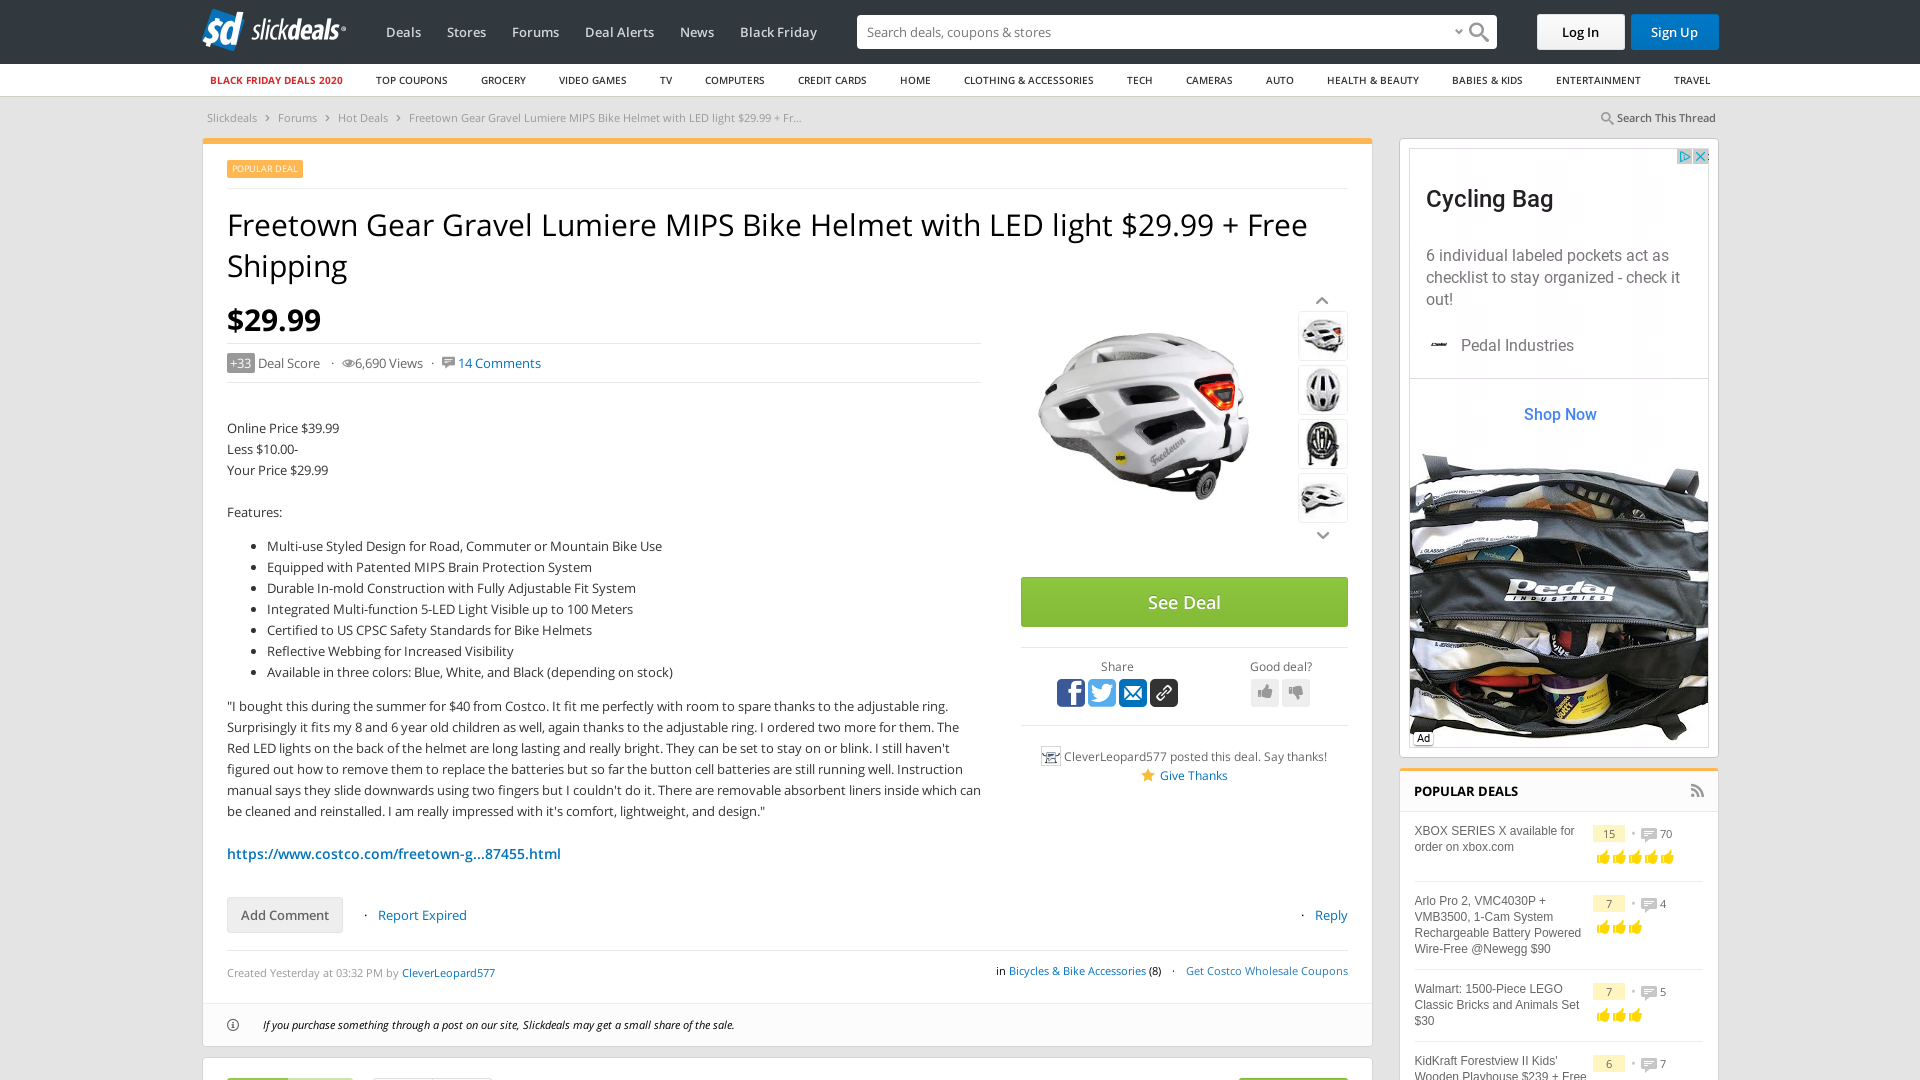 slickdeals
Deals
Stores
Forums
Deal Alerts
News
Black Friday
Search deals, coupons & stores
Log In
Sign Up
BLACK FRIDAY DEALS 2020
TOP COUPONS
GROCERY
VIDEO GAMES
TV
COMPUTERS
CREDIT CARDS
HOME
CLOTHING & ACCESSORIES
TECH
CAMERAS
AUTO
HEALTH & BEAUTY
BABIES & KIDS
ENTERTAINMENT
TRAVEL
Slickdeals > Forums > Hot Deals > Freetown Gear Gravel Lumiere MIPS Bike Helmet with LED light $29.99 + Fr...
Search This Thread
POPULAR DEAL
Freetown Gear Gravel Lumiere MIPS Bike Helmet with LED light $29.99 + Free
Shipping
$29.99
+33 Deal Score · 6,690 Views · 14 Comments
Online Price $39.99
Less $10.00-
Your Price $29.99
Features:
• Multi-use Styled Design for Road, Commuter or Mountain Bike Use
• Equipped with Patented MIPS Brain Protection System
• Durable In-mold Construction with Fully Adjustable Fit System
• Integrated Multi-function 5-LED Light Visible up to 100 Meters
• Certified to US CPSC Safety Standards for Bike Helmets
• Reflective Webbing for Increased Visibility
• Available in three colors: Blue, White, and Black (depending on stock)
"I bought this during the summer for $40 from Costco. It fit me perfectly with room to spare thanks to the adjustable ring.
Surprisingly it fits my 8 and 6 year old children as well, again thanks to the adjustable ring. I ordered two more for them. The
Red LED lights on the back of the helmet are long lasting and really bright. They can be set to stay on or blink. I still haven't
figured out how to remove them to replace the batteries but so far the button cell batteries are still running well. Instruction
manual says they slide downwards using two fingers but I couldn't do it. There are removable absorbent liners inside which can
be cleaned and reinstalled. I am really impressed with it's comfort, lightweight, and design."
https://www.costco.com/freetown-g...87455.html
Add Comment · Report Expired
· Reply
Created Yesterday at 03:32 PM by CleverLeopard577
in Bicycles & Bike Accessories (8) · Get Costco Wholesale Coupons
If you purchase something through a post on our site, Slickdeals may get a small share of the sale.
Freetown
See Deal
Share
Good deal?
CleverLeopard577 posted this deal. Say thanks!
Give Thanks
Cycling Bag
6 individual labeled pockets act as
checklist to stay organized - check it
out!
Pedal Industries
Shop Now
Pedal
INDUSTRIES
Ad
POPULAR DEALS
XBOX SERIES X available for
order on xbox.com
15 • 70
Arlo Pro 2, VMC4030P +
VMB3500, 1-Cam System
Rechargeable Battery Powered
Wire-Free @Newegg $90
7 • 4
Walmart: 1500-Piece LEGO
Classic Bricks and Animals Set
$30
7 • 5
KidKraft Forestview II Kids'
Wooden Playhouse $239 + Free
6 • 7